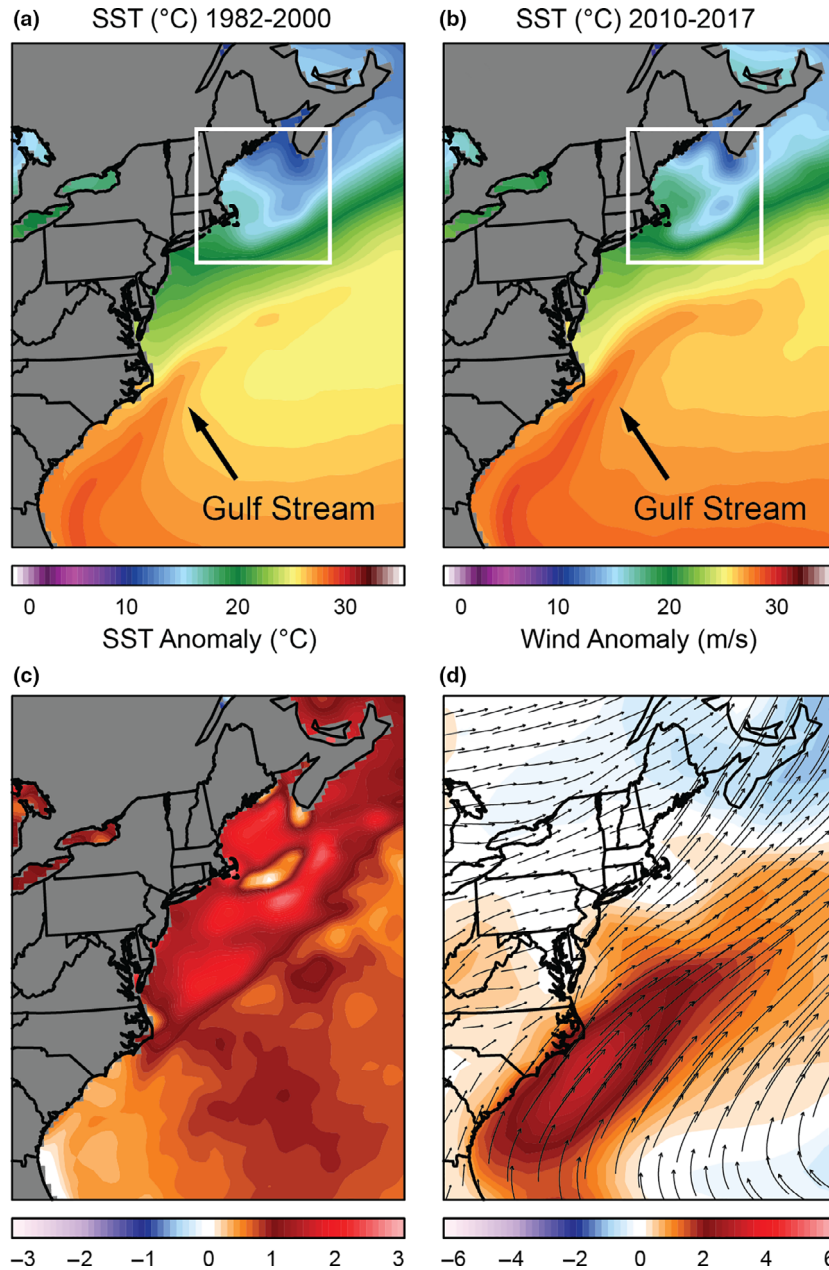 (a) SST (°C) 1982-2000
(b) SST (°C) 2010-2017
Gulf Stream
Gulf Stream
0 10 20 30
0 10 20 30
SST Anomaly (°C)
Wind Anomaly (m/s)
(c)
(d)
−3 −2 −1 0 1 2 3
−6 −4 −2 0 2 4 6